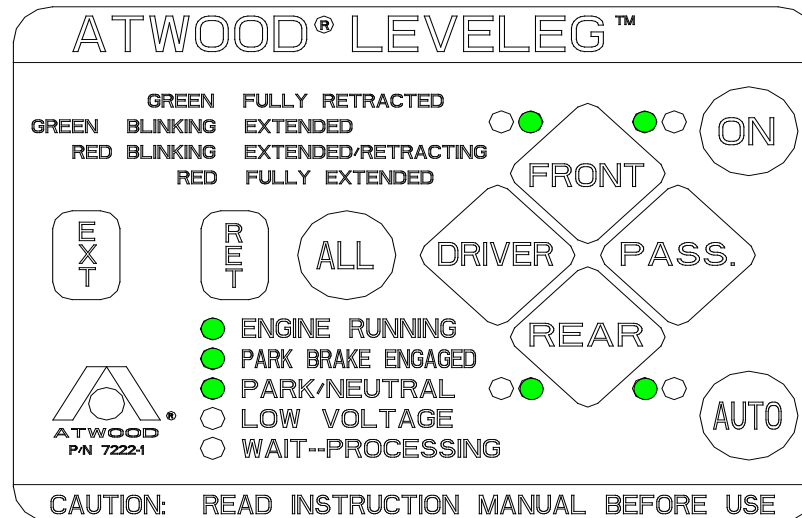 ATWOOD® LEVELEG™
GREEN FULLY RETRACTED
GREEN BLINKING EXTENDED
RED BLINKING EXTENDED/RETRACTING
RED FULLY EXTENDED
ON
FRONT
EXT
RET
ALL
DRIVER
PASS.
REAR
ENGINE RUNNING
PARK BRAKE ENGAGED
PARK/NEUTRAL
LOW VOLTAGE
WAIT--PROCESSING
AUTO
®
ATWOOD
P/N 7222-1
CAUTION: READ INSTRUCTION MANUAL BEFORE USE